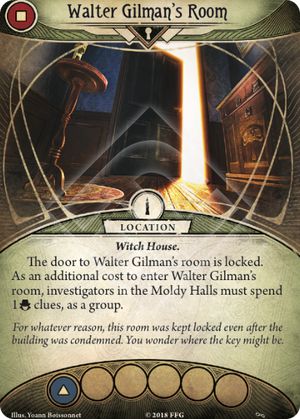 Walter Gilman's Room
LOCATION
Witch House.
The door to Walter Gilman's room is locked.
As an additional cost to enter Walter Gilman's
room, investigators in the Moldy Halls must spend
1 clues, as a group.
For whatever reason, this room was kept locked even after the
building was condemned. You wonder where the key might be.
Illus. Yoann Boissonnet
© 2018 FFG